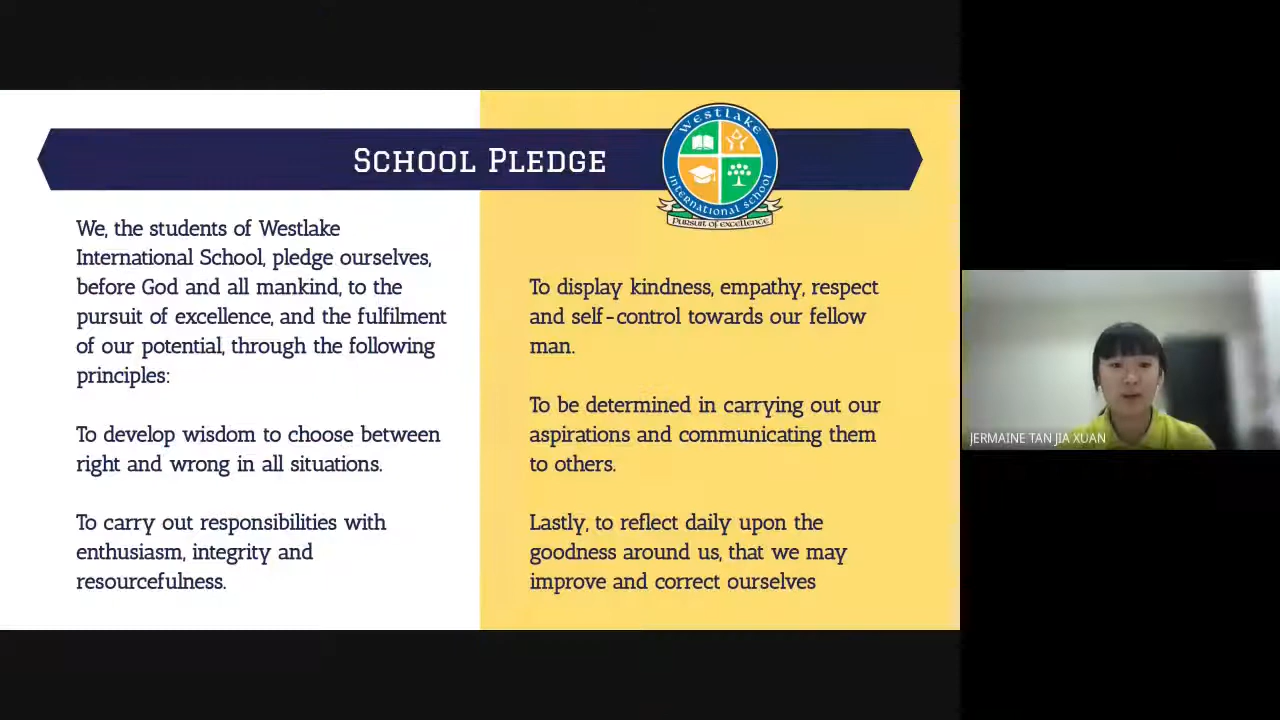 School Pledge
Westlake
International School
Pursuit of Excellence
We, the students of Westlake
International School, pledge ourselves,
before God and all mankind, to the
pursuit of excellence, and the fulfilment
of our potential, through the following
principles:
To develop wisdom to choose between
right and wrong in all situations.
To carry out responsibilities with
enthusiasm, integrity and
resourcefulness.
To display kindness, empathy, respect
and self-control towards our fellow
man.
To be determined in carrying out our
aspirations and communicating them
to others.
Lastly, to reflect daily upon the
goodness around us, that we may
improve and correct ourselves
JERMAINE TAN JIA XUAN